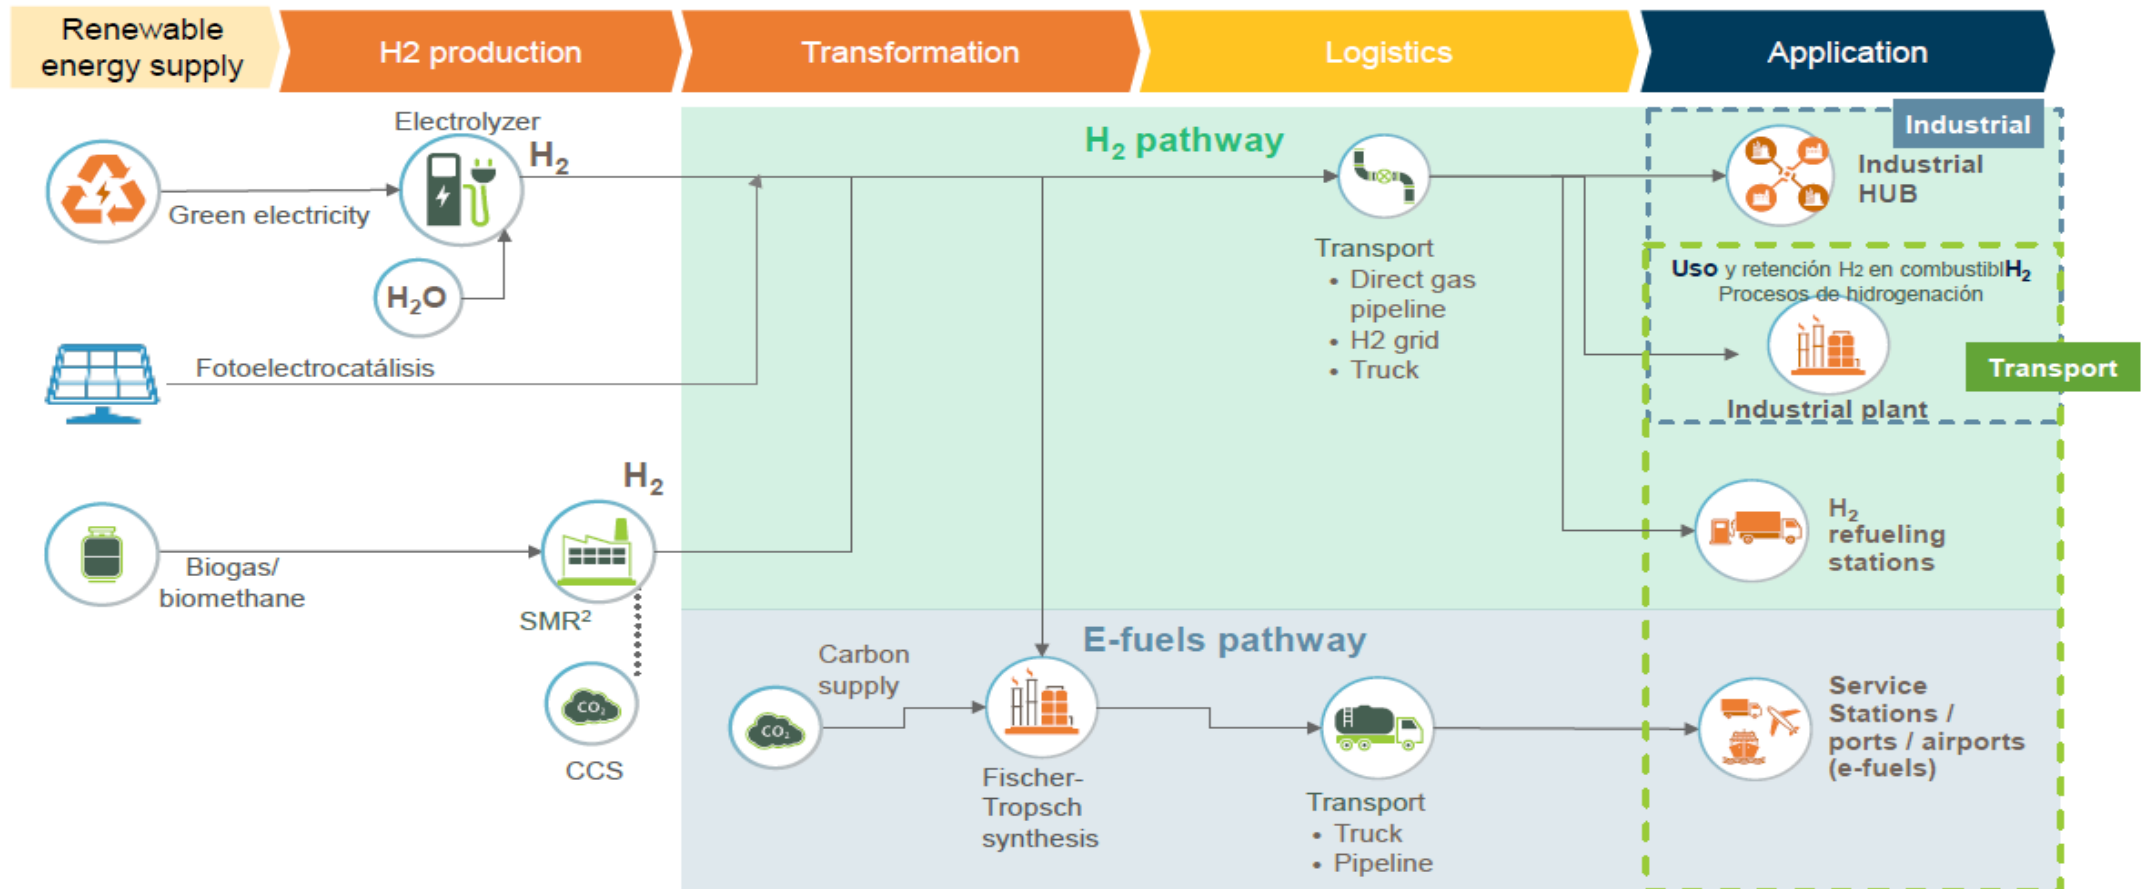 Renewable
energy supply
H2 production
Transformation
Logistics
Application
Electrolyzer
H₂
Green electricity
H₂O
Fotoelectrocatálisis
H₂
Biogas/
biomethane
SMR²
CO₂
CCS
H₂ pathway
Transport
• Direct gas
pipeline
• H2 grid
• Truck
Industrial
Industrial
HUB
Uso y retención H2 en combustiblH₂
Procesos de hidrogenación
Industrial plant
Transport
H₂
refueling
stations
E-fuels pathway
Carbon
supply
CO₂
Fischer-
Tropsch
synthesis
Transport
• Truck
• Pipeline
Service
Stations /
ports / airports
(e-fuels)